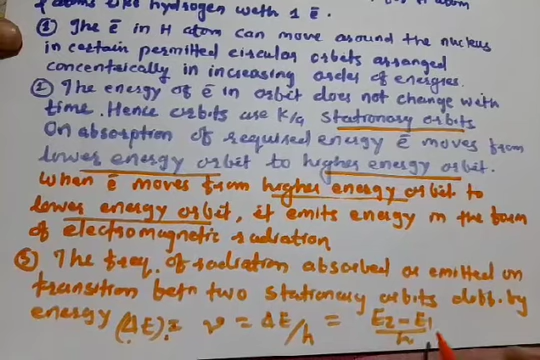 atoms like hydrogen with 1 ē.
① The ē in H atom can move around the nucleus
in certain permitted circular orbits arranged
concentrically in increasing order of energies.
② The energy of ē in orbit does not change with
time. Hence orbits are K/a stationary orbits
On absorption of required energy ē moves from
lower energy orbit to higher energy orbit.
When ē moves from higher energy orbit to
lower energy orbit, it emits energy in the form
of electromagnetic radiation
③ The freq. of radiation absorbed or emitted on
transition betn two stationary orbits diff. by
energy (ΔE) = ν = ΔE/h = E2-E1/h